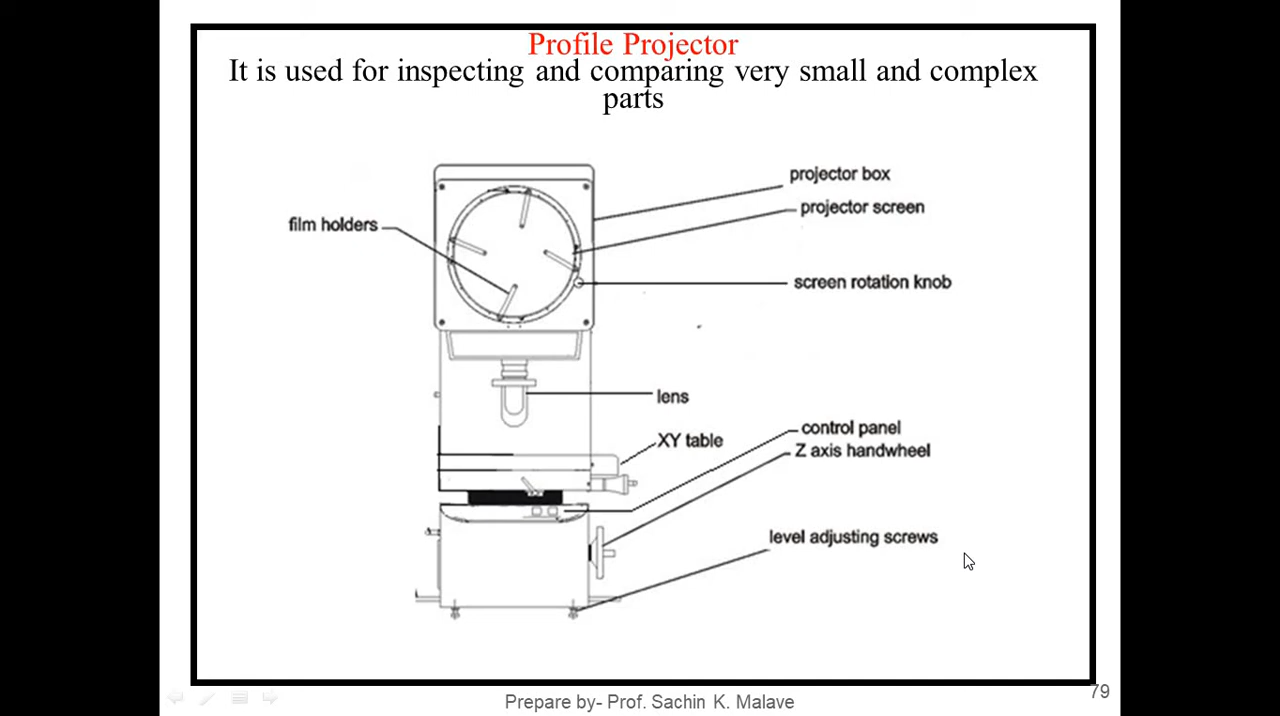 Profile Projector
It is used for inspecting and comparing very small and complex
parts
projector box
projector screen
film holders
screen rotation knob
lens
control panel
XY table
Z axis handwheel
level adjusting screws
79
Prepare by- Prof. Sachin K. Malave